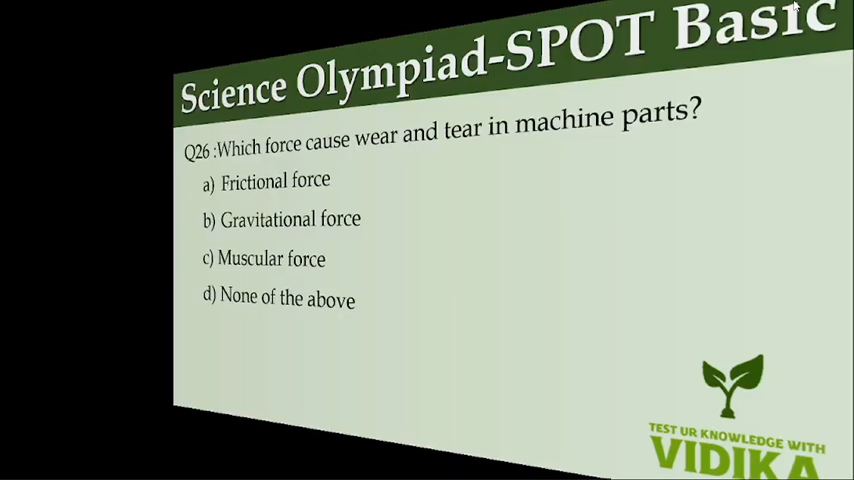 Science Olympiad-SPOT Basic
Q26 :Which force cause wear and tear in machine parts?
a) Frictional force
b) Gravitational force
c) Muscular force
d) None of the above
TEST UR KNOWLEDGE WITH
VIDIKA